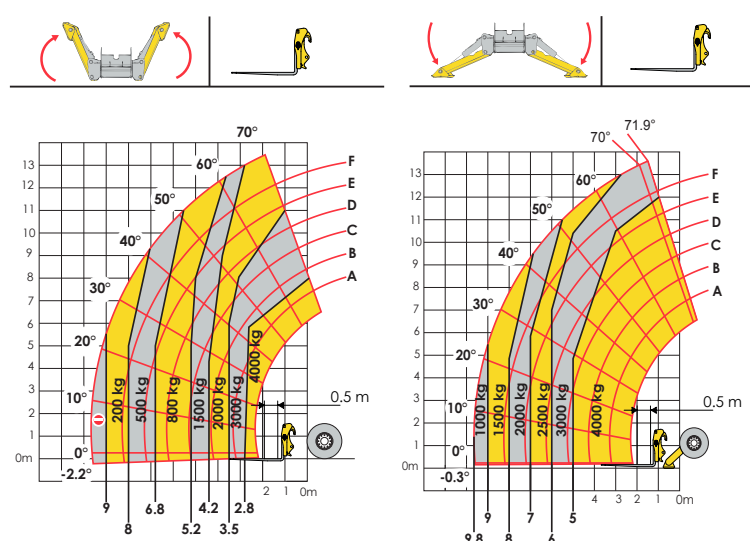 70°
60°
50°
40°
30°
20°
10°
0°
-2.2°
13
12
11
10
9
8
7
6
5
4
3
2
1
0m
F
E
D
C
B
A
200 kg
500 kg
800 kg
1500 kg
2000 kg
3000 kg
4000 kg
0.5 m
2 1 0m
9 6.8 4.2 2.8
8 5.2 3.5
71.9°
70°
60°
50°
40°
30°
20°
10°
0°
-0.3°
13
12
11
10
9
8
7
6
5
4
3
2
1
0m
F
E
D
C
B
A
1000 kg
1500 kg
2000 kg
2500 kg
3000 kg
4000 kg
0.5 m
4 3 2 1 0m
9 7 5
9.8 8 6